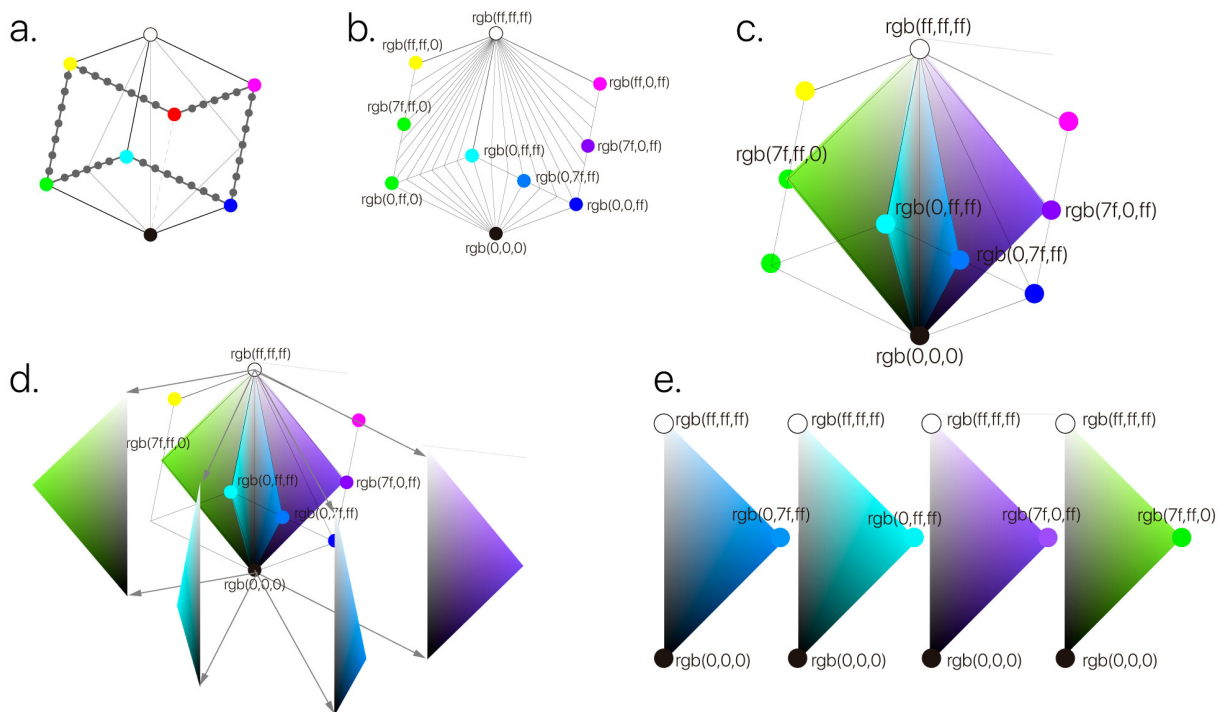 a.
b.
rgb(ff,ff,ff)
rgb(ff,ff,0)
rgb(ff,0,ff)
rgb(7f,ff,0)
rgb(7f,0,ff)
rgb(0,ff,ff)
rgb(0,7f,ff)
rgb(0,ff,0)
rgb(0,0,ff)
rgb(0,0,0)
c.
rgb(ff,ff,ff)
rgb(7f,ff,0)
rgb(0,ff,ff)
rgb(7f,0,ff)
rgb(0,7f,ff)
rgb(0,0,0)
d.
rgb(ff,ff,ff)
rgb(7f,ff,0)
rgb(0,ff,ff)
rgb(7f,0,ff)
rgb(0,7f,ff)
rgb(0,0,0)
e.
rgb(ff,ff,ff)
rgb(ff,ff,ff)
rgb(ff,ff,ff)
rgb(ff,ff,ff)
rgb(0,7f,ff)
rgb(0,ff,ff)
rgb(7f,0,ff)
rgb(7f,ff,0)
rgb(0,0,0)
rgb(0,0,0)
rgb(0,0,0)
rgb(0,0,0)